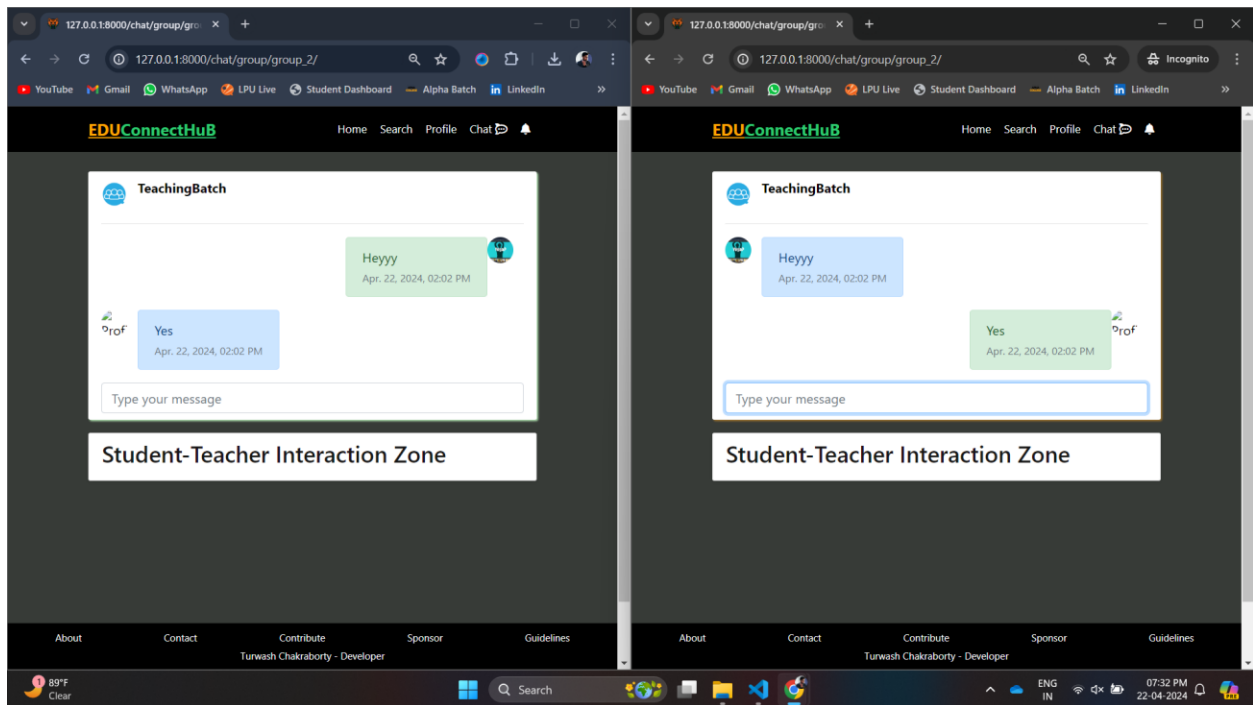 127.0.0.1:8000/chat/group/gro
127.0.0.1:8000/chat/group/group_2/
YouTube Gmail WhatsApp LPU Live Student Dashboard Alpha Batch LinkedIn »
EDUConnectHuB Home Search Profile Chat
TeachingBatch
Heyyy
Apr. 22, 2024, 02:02 PM
Prof
Yes
Apr. 22, 2024, 02:02 PM
Type your message
Student-Teacher Interaction Zone
About Contact Contribute Sponsor Guidelines
Turwash Chakraborty - Developer
127.0.0.1:8000/chat/group/gro
127.0.0.1:8000/chat/group/group_2/ Incognito
YouTube Gmail WhatsApp LPU Live Student Dashboard Alpha Batch LinkedIn »
EDUConnectHuB Home Search Profile Chat
TeachingBatch
Heyyy
Apr. 22, 2024, 02:02 PM
Yes
Apr. 22, 2024, 02:02 PM
Prof
Type your message
Student-Teacher Interaction Zone
About Contact Contribute Sponsor Guidelines
Turwash Chakraborty - Developer
1 89°F
Clear
Search
ENG
IN
07:32 PM
22-04-2024